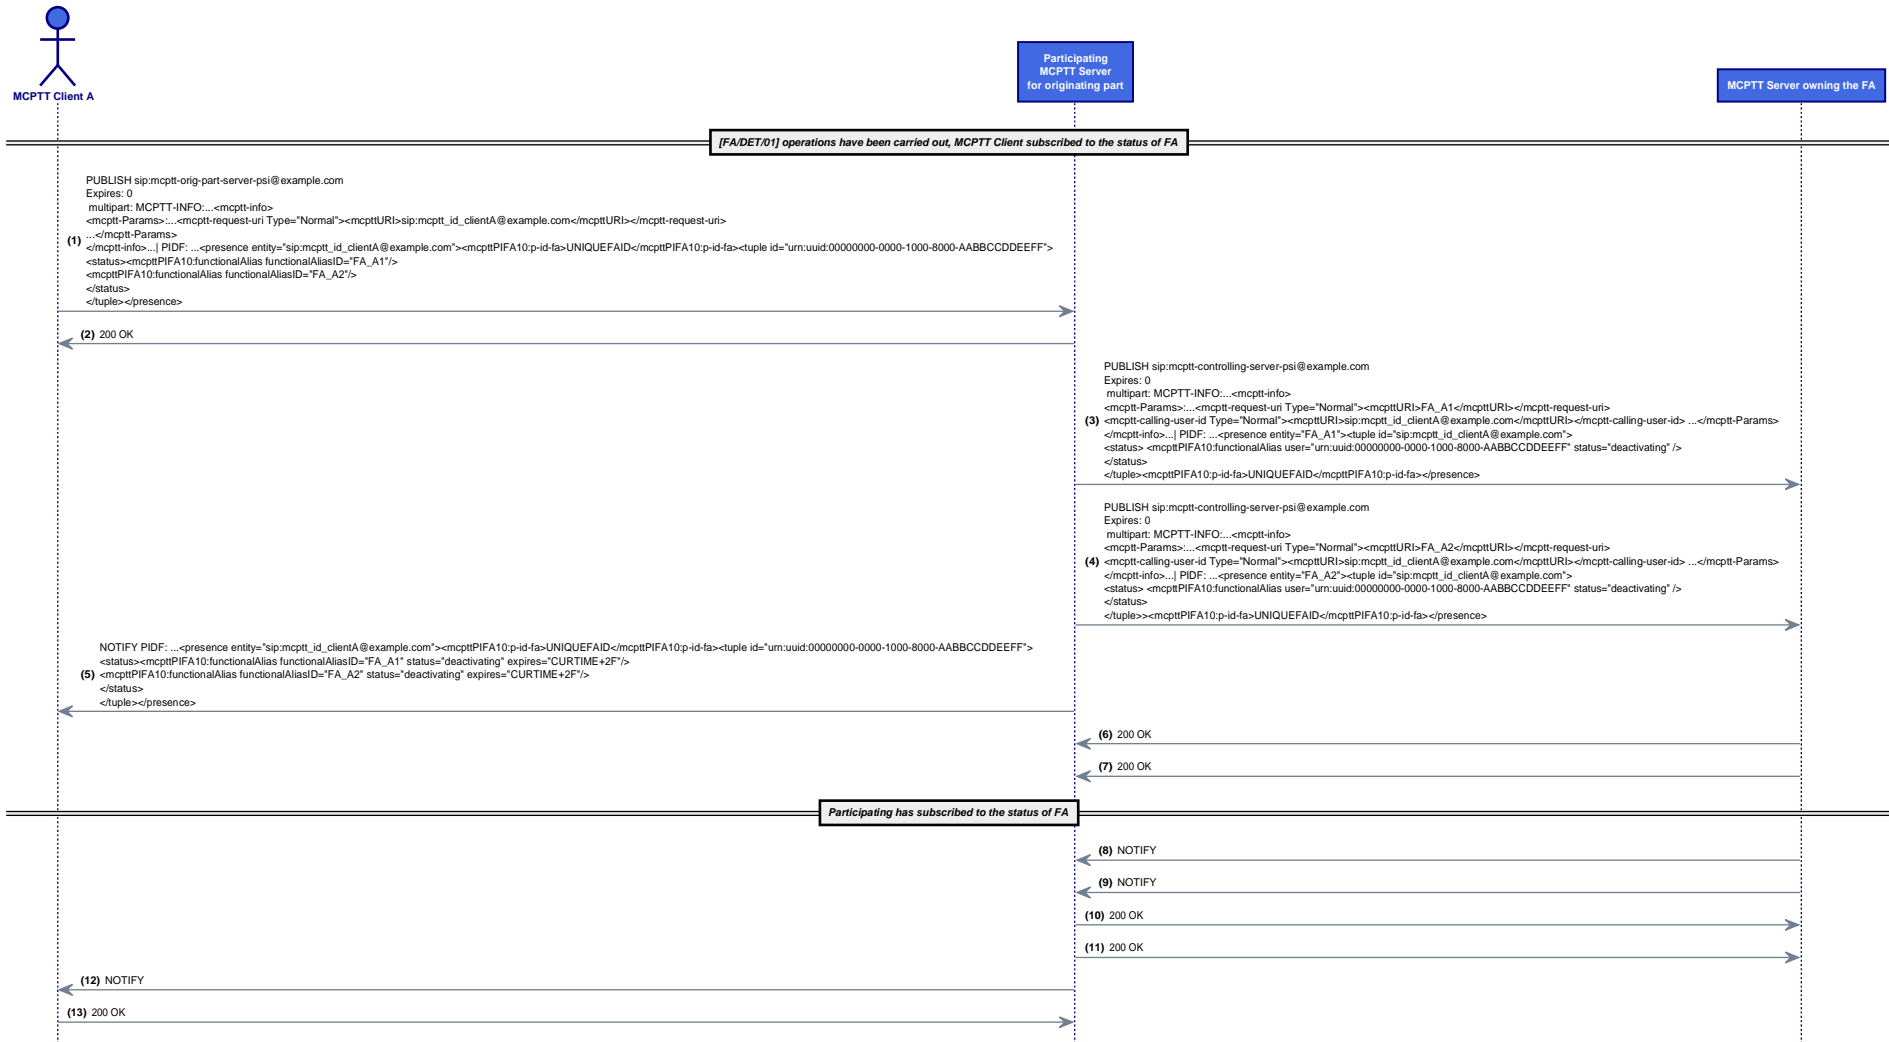 MCPTT Client A
Participating
MCPTT Server
for originating part
MCPTT Server owning the FA
[FA/DET/01] operations have been carried out, MCPTT Client subscribed to the status of FA
PUBLISH sip:mcptt-orig-part-server-psi@example.com
Expires: 0
multipart: MCPTT-INFO:...<mcptt-info>
<mcptt-Params>:...<mcptt-request-uri Type="Normal"><mcpttURI>sip:mcptt_id_clientA@example.com</mcpttURI></mcptt-request-uri>
...</mcptt-Params>
(1) </mcptt-info>...| PIDF: ...<presence entity="sip:mcptt_id_clientA@example.com"><mcpttPIFA10:p-id-fa>UNIQUEFAID</mcpttPIFA10:p-id-fa><tuple id="urn:uuid:00000000-0000-1000-8000-AABBCCDDEEFF">
<status><mcpttPIFA10:functionalAlias functionalAliasID="FA_A1"/>
<mcpttPIFA10:functionalAlias functionalAliasID="FA_A2"/>
</status>
</tuple></presence>
(2) 200 OK
PUBLISH sip:mcptt-controlling-server-psi@example.com
Expires: 0
multipart: MCPTT-INFO:...<mcptt-info>
<mcptt-Params>:...<mcptt-request-uri Type="Normal"><mcpttURI>FA_A1</mcpttURI></mcptt-request-uri>
(3) <mcptt-calling-user-id Type="Normal"><mcpttURI>sip:mcptt_id_clientA@example.com</mcptURI></mcptt-calling-user-id> ...</mcptt-Params>
</mcptt-info>...| PIDF: ...<presence entity="FA_A1"><tuple id="sip:mcptt_id_clientA@example.com">
<status> <mcpttPIFA10:functionalAlias user="urn:uuid:00000000-0000-1000-8000-AABBCCDDEEFF" status="deactivating" />
</status>
</tuple><mcpttPIFA10:p-id-fa>UNIQUEFAID</mcpttPIFA10:p-id-fa></presence>
PUBLISH sip:mcptt-controlling-server-psi@example.com
Expires: 0
multipart: MCPTT-INFO:...<mcptt-info>
<mcptt-Params>:...<mcptt-request-uri Type="Normal"><mcpttURI>FA_A2</mcpttURI></mcptt-request-uri>
(4) <mcptt-calling-user-id Type="Normal"><mcpttURI>sip:mcptt_id_clientA@example.com</mcptURI></mcptt-calling-user-id> ...</mcptt-Params>
</mcptt-info>...| PIDF: ...<presence entity="FA_A2"><tuple id="sip:mcptt_id_clientA@example.com">
<status> <mcpttPIFA10:functionalAlias user="urn:uuid:00000000-0000-1000-8000-AABBCCDDEEFF" status="deactivating" />
</status>
</tuple>><mcpttPIFA10:p-id-fa>UNIQUEFAID</mcpttPIFA10:p-id-fa></presence>
NOTIFY PIDF: ...<presence entity="sip:mcptt_id_clientA@example.com"><mcpttPIFA10:p-id-fa>UNIQUEFAID</mcpttPIFA10:p-id-fa><tuple id="urn:uuid:00000000-0000-1000-8000-AABBCCDDEEFF">
<status><mcpttPIFA10:functionalAlias functionalAliasID="FA_A1" status="deactivating" expires="CURTIME+2F"/>
(5) <mcpttPIFA10:functionalAlias functionalAliasID="FA_A2" status="deactivating" expires="CURTIME+2F"/>
</status>
</tuple></presence>
(6) 200 OK
(7) 200 OK
Participating has subscribed to the status of FA
(8) NOTIFY
(9) NOTIFY
(10) 200 OK
(11) 200 OK
(12) NOTIFY
(13) 200 OK